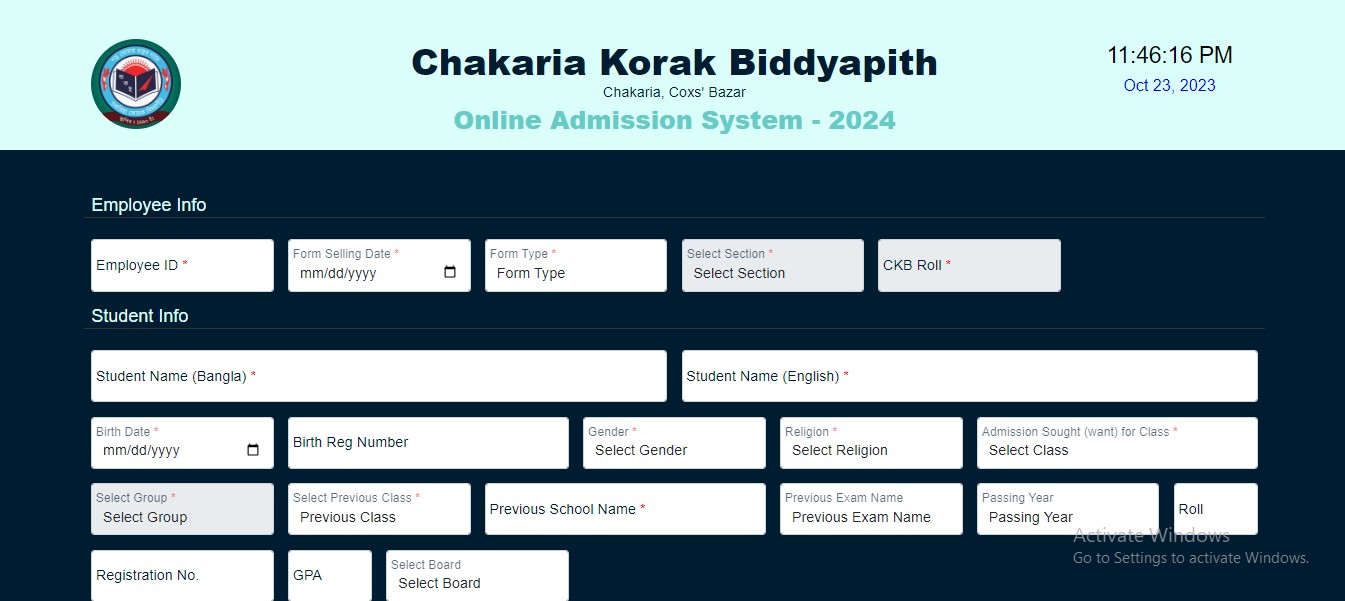 Chakaria Korak Biddyapith
Chakaria, Coxs' Bazar
Online Admission System - 2024
11:46:16 PM
Oct 23, 2023
Employee Info
Employee ID *
Form Selling Date *
mm/dd/yyyy
Form Type *
Form Type
Select Section *
Select Section
CKB Roll *
Student Info
Student Name (Bangla) *
Student Name (English) *
Birth Date *
mm/dd/yyyy
Birth Reg Number
Gender *
Select Gender
Religion *
Select Religion
Admission Sought (want) for Class *
Select Class
Select Group *
Select Group
Select Previous Class *
Previous Class
Previous School Name *
Previous Exam Name
Previous Exam Name
Passing Year
Passing Year
Roll
Activate Windows
Go to Settings to activate Windows.
Registration No.
GPA
Select Board
Select Board